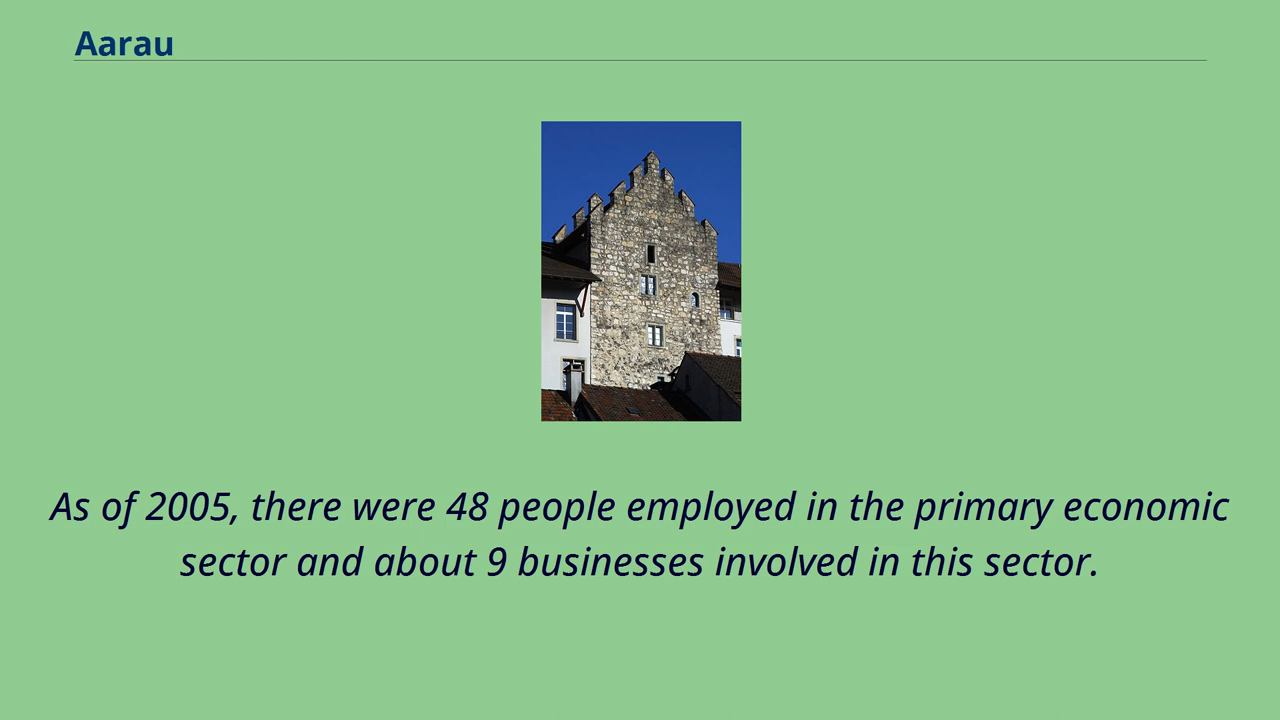 Aarau
As of 2005, there were 48 people employed in the primary economic
sector and about 9 businesses involved in this sector.